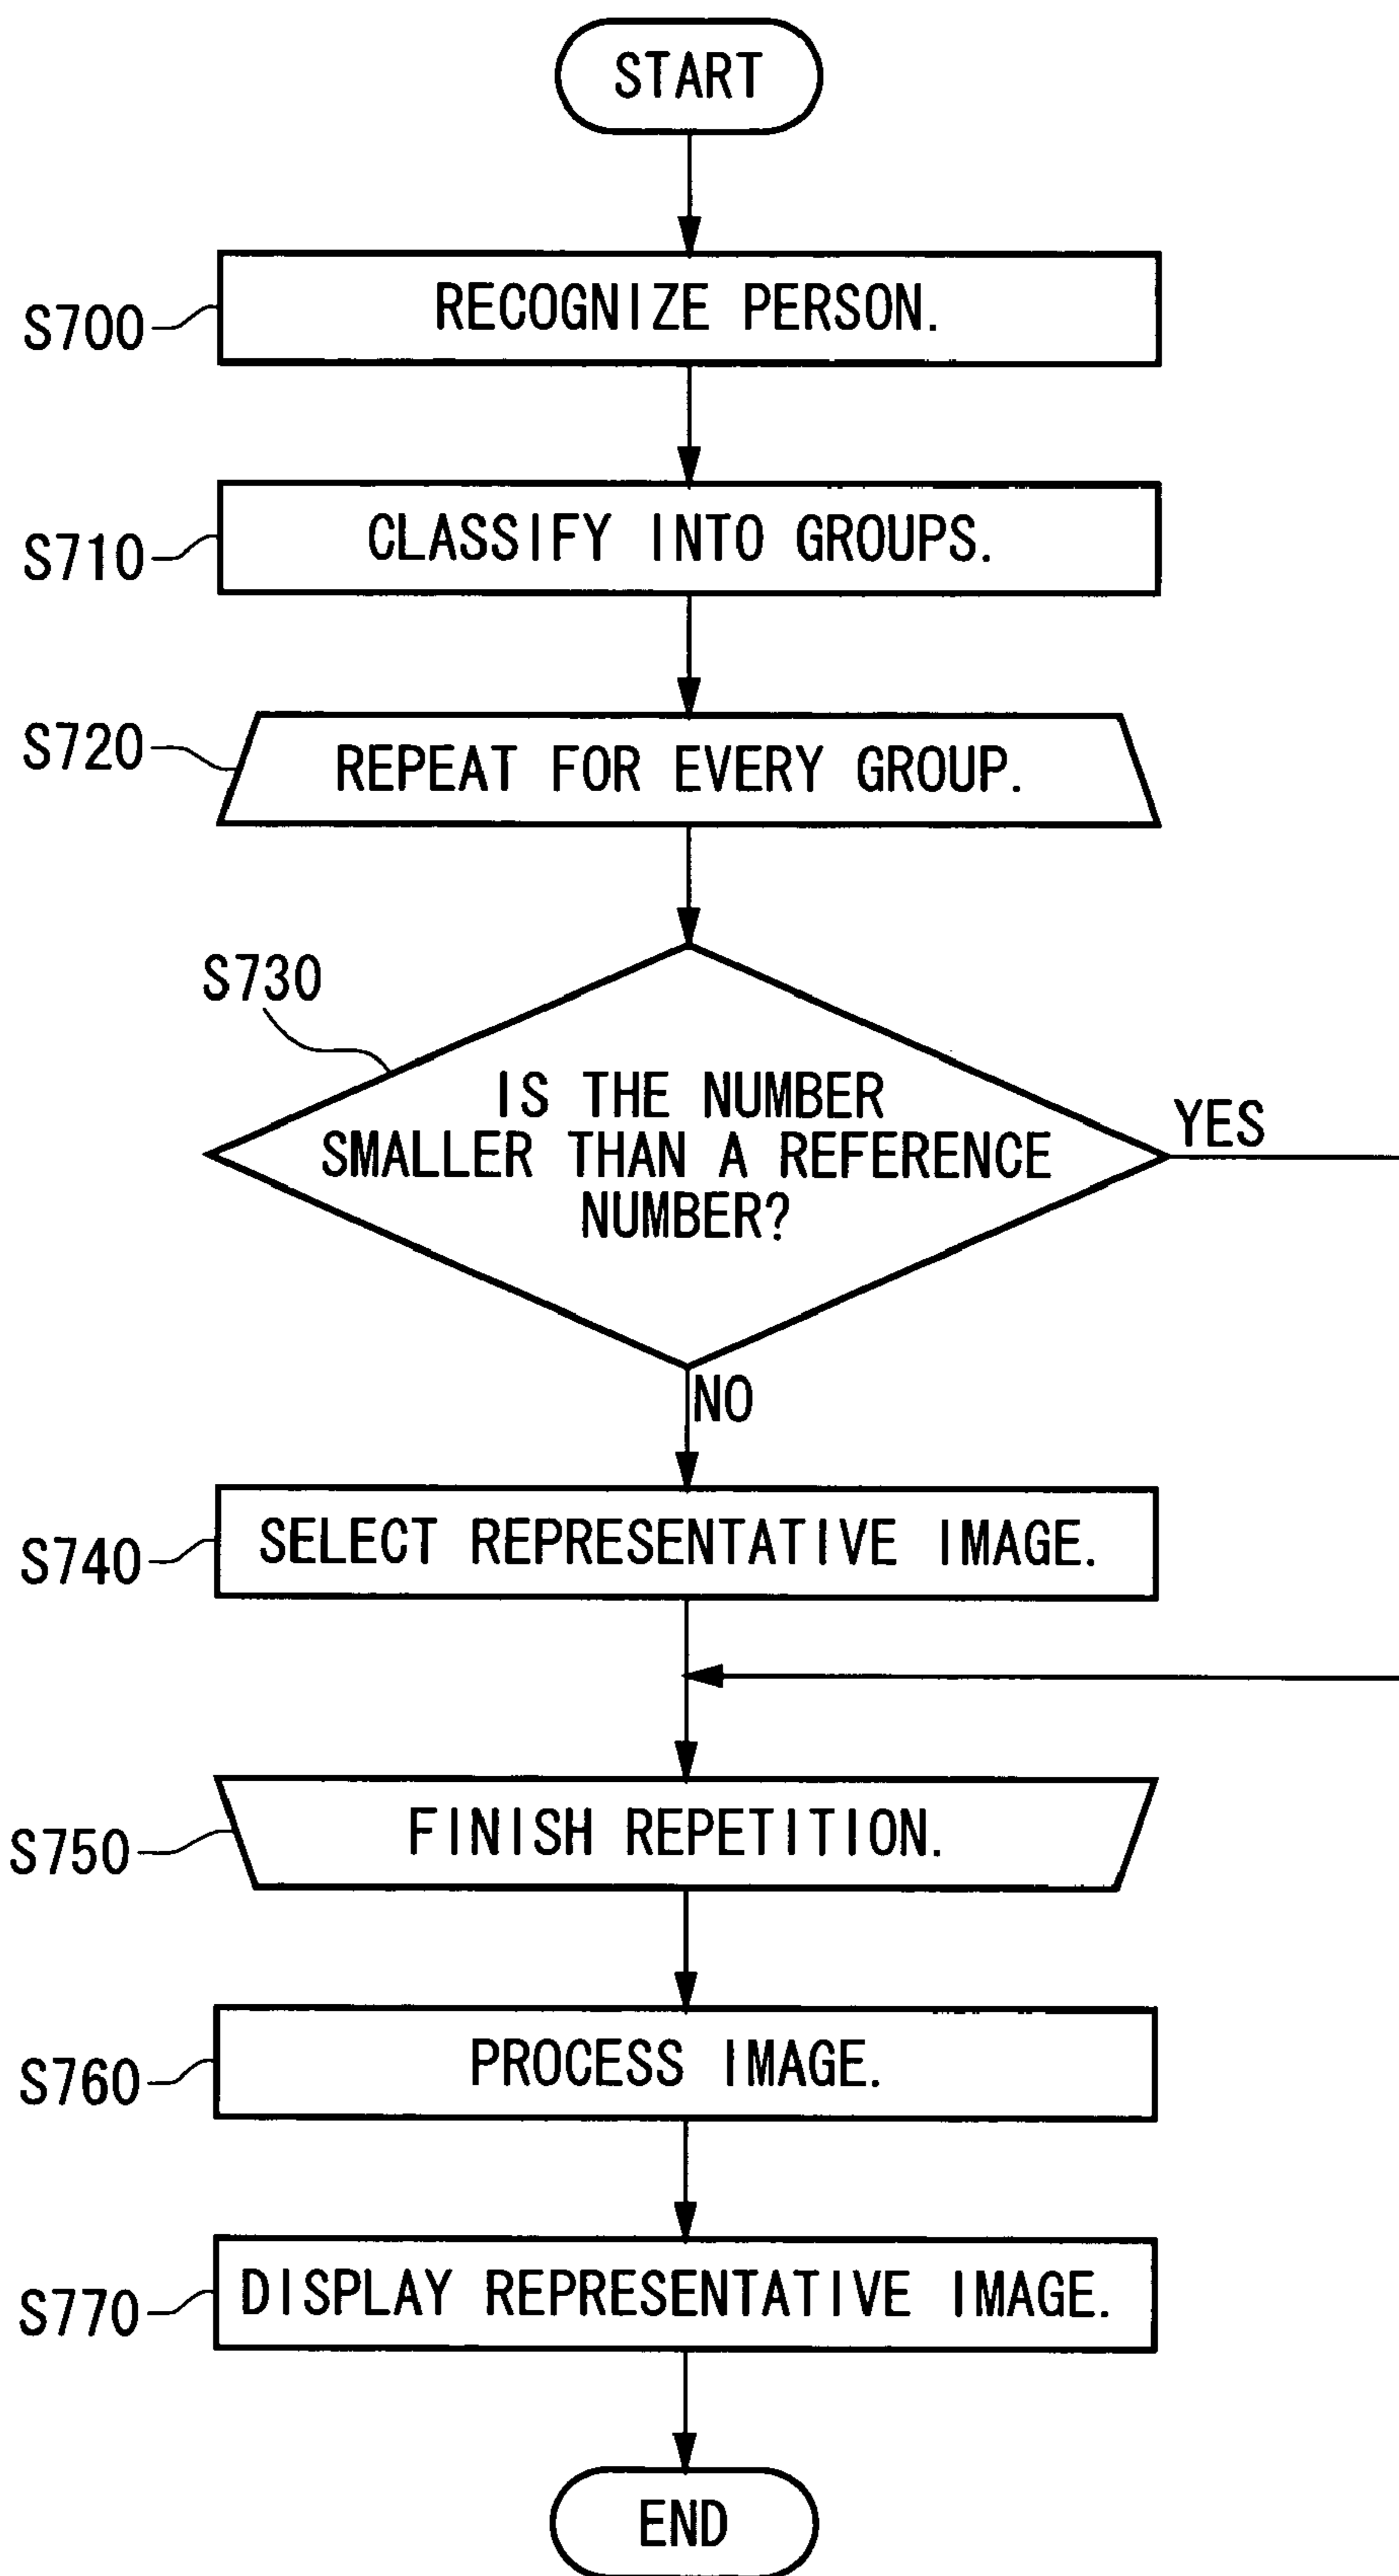 START
S700
RECOGNIZE PERSON.
S710
CLASSIFY INTO GROUPS.
S720
REPEAT FOR EVERY GROUP.
S730
IS THE NUMBER
SMALLER THAN A REFERENCE
NUMBER?
YES
NO
S740
SELECT REPRESENTATIVE IMAGE.
S750
FINISH REPETITION.
S760
PROCESS IMAGE.
S770
DISPLAY REPRESENTATIVE IMAGE.
END